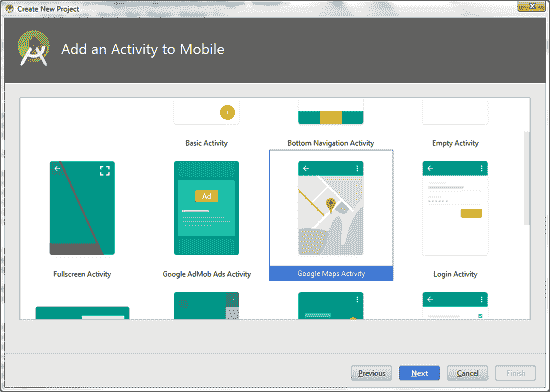 Create New Project
Add an Activity to Mobile
Basic Activity
Bottom Navigation Activity
Empty Activity
Ad
Fullscreen Activity
Google AdMob Ads Activity
Google Maps Activity
Login Activity
Previous
Next
Cancel
Finish